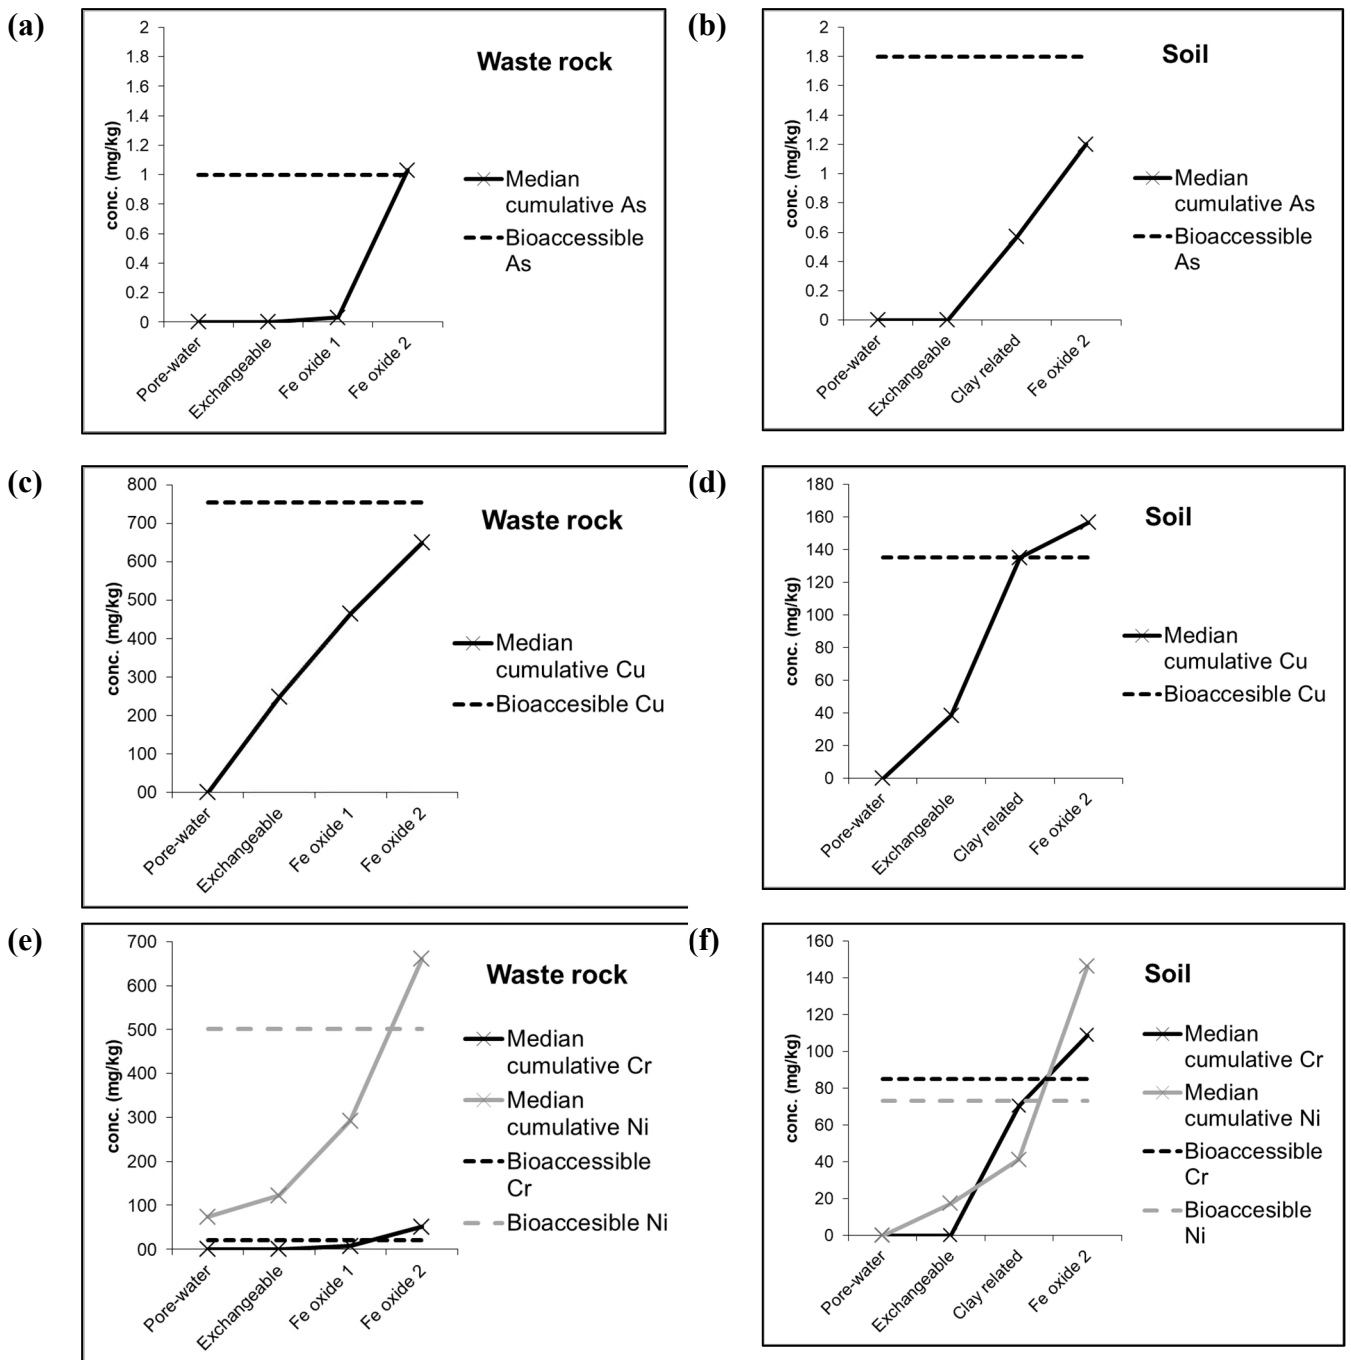 (a)
2
1.8
1.6
1.4
1.2
1
0.8
0.6
0.4
0.2
0
conc. (mg/kg)
Pore-water
Exchangeable
Fe oxide 1
Fe oxide 2
Waste rock
Median
cumulative As
Bioaccessible
As
(b)
2
1.8
1.6
1.4
1.2
1
0.8
0.6
0.4
0.2
0
conc. (mg/kg)
Pore-water
Exchangeable
Clay related
Fe oxide 2
Soil
Median
cumulative As
Bioaccessible
As
(c)
800
700
600
500
400
300
200
100
00
conc. (mg/kg)
Pore-water
Exchangeable
Fe oxide 1
Fe oxide 2
Waste rock
Median
cumulative Cu
Bioaccesible Cu
(d)
180
160
140
120
100
80
60
40
20
0
conc. (mg/kg)
Pore-water
Exchangeable
Clay related
Fe oxide 2
Soil
Median
cumulative Cu
Bioaccesible Cu
(e)
700
600
500
400
300
200
100
00
conc. (mg/kg)
Pore-water
Exchangeable
Fe oxide 1
Fe oxide 2
Waste rock
Median
cumulative Cr
Median
cumulative Ni
Bioaccessible
Cr
Bioaccesible Ni
(f)
160
140
120
100
80
60
40
20
0
conc. (mg/kg)
Pore-water
Exchangeable
Clay related
Fe oxide 2
Soil
Median
cumulative Cr
Median
cumulative Ni
Bioaccessible
Cr
Bioaccesible
Ni